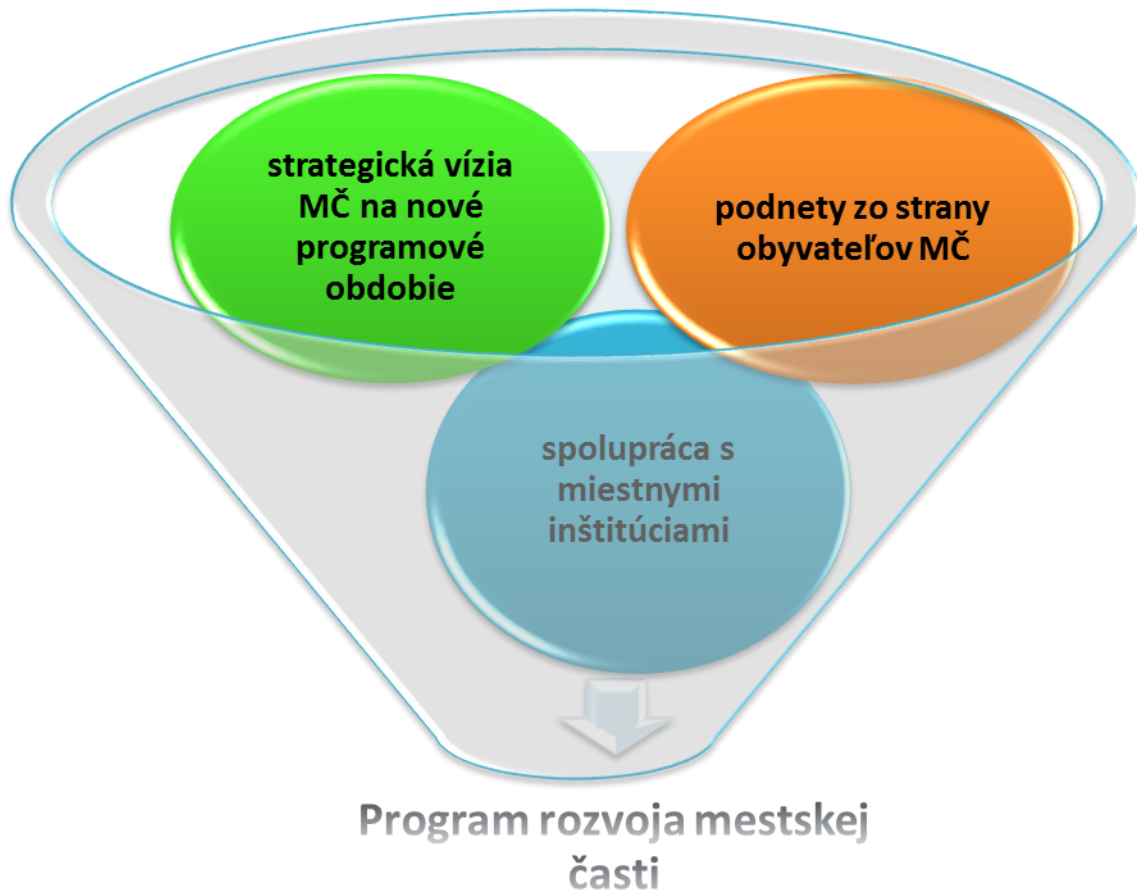 strategická vízia
MČ na nové
programové
obdobie
podnety zo strany
obyvateľov MČ
spolupráca s
miestnymi
inštitúciami
Program rozvoja mestskej
časti